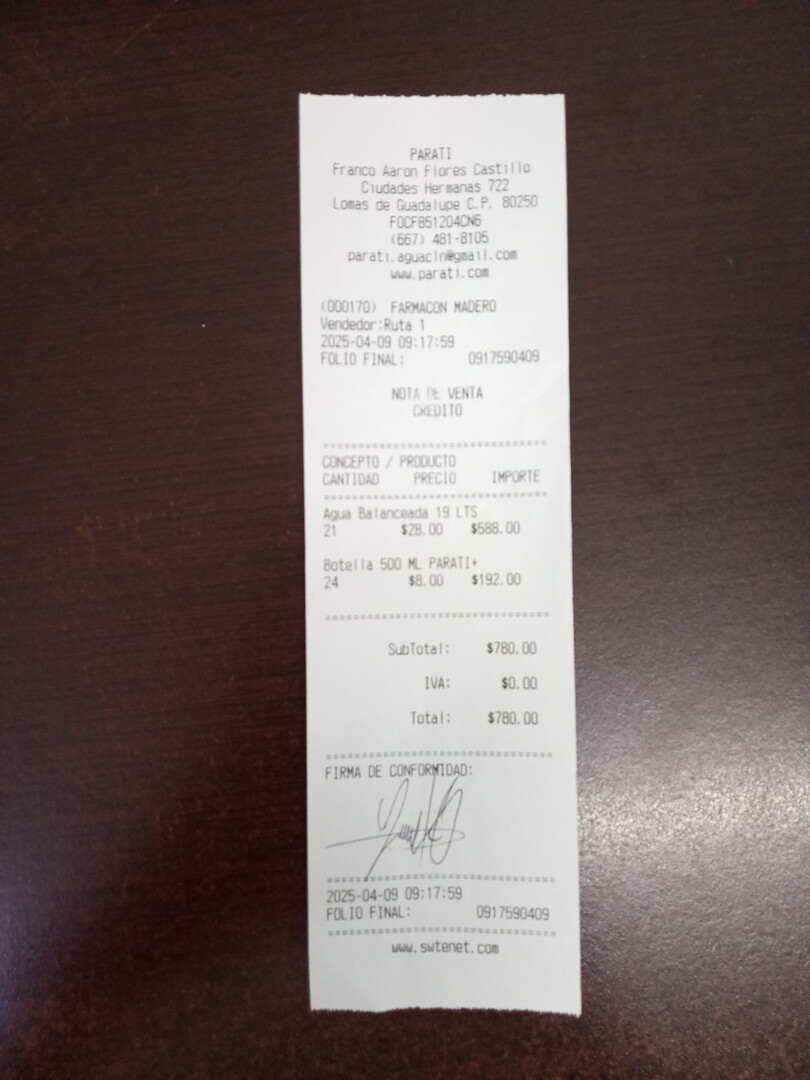 PARATI
Franco Aaron Flores Castillo
Ciudades Hermanas 722
Lomas de Guadalupe C.P. 80250
FOCF851204CN6
(667) 481-8105
parati.aguacln@gmail.com
www.parati.com
(000170) FARMACON MADERO
Vendedor:Ruta 1
2025-04-09 09:17:59
FOLIO FINAL: 0917590409
NOTA DE VENTA
CREDITO
CONCEPTO / PRODUCTO
CANTIDAD PRECIO IMPORTE
Agua Balanceada 19 LTS
21 $28.00 $588.00
Botella 500 ML PARATI+
24 $8.00 $192.00
SubTotal: $780.00
IVA: $0.00
Total: $780.00
FIRMA DE CONFORMIDAD:
2025-04-09 09:17:59
FOLIO FINAL: 0917590409
www.swtenet.com